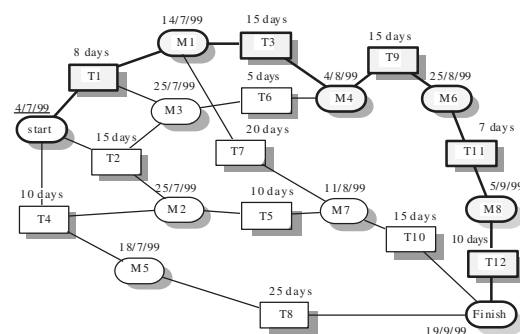 14/7/99
15 days
M1
T3
15 days
8 days
T9
T1
25/7/99
5 days
4/8/99
25/8/99
M3
T6
M4
M6
4/7/99
start
15 days
20 days
7 days
T2
T7
T11
10 days
25/7/99
10 days
11/8/99
5/9/99
T4
M2
T5
M7
15 days
M8
18/7/99
T10
10 days
M5
T12
25 days
T8
Finish
19/9/99